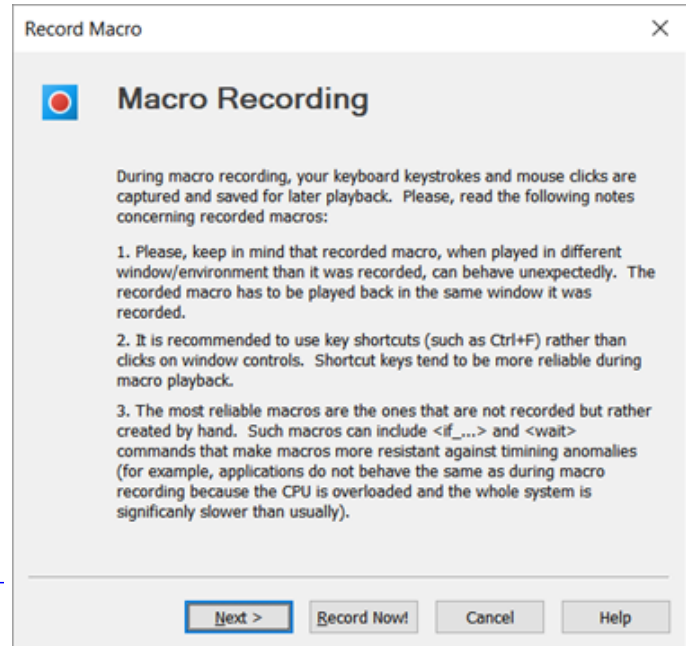 Record Macro
Macro Recording
During macro recording, your keyboard keystrokes and mouse clicks are
captured and saved for later playback.  Please, read the following notes
concerning recorded macros:
1. Please, keep in mind that recorded macro, when played in different
window/environment than it was recorded, can behave unexpectedly.  The
recorded macro has to be played back in the same window it was
recorded.
2. It is recommended to use key shortcuts (such as Ctrl+F) rather than
clicks on window controls.  Shortcut keys tend to be more reliable during
macro playback.
3. The most reliable macros are the ones that are not recorded but rather
created by hand.  Such macros can include <if_...> and <wait>
commands that make macros more resistant against timining anomalies
(for example, applications do not behave the same as during macro
recording because the CPU is overloaded and the whole system is
significanly slower than usually).
Next >
Record Now!
Cancel
Help